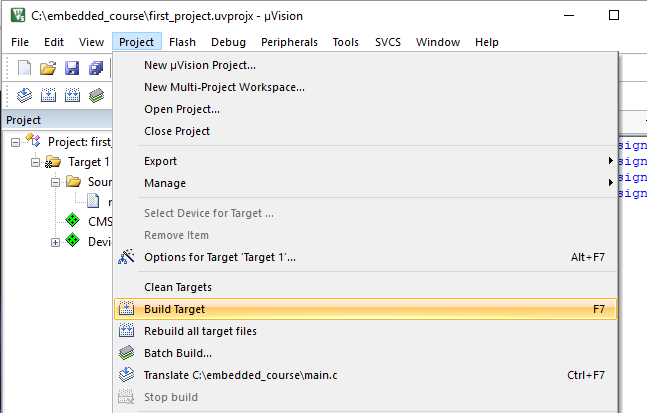 C:\embedded_course\first_project.uvprojx - µVision
File Edit View Project Flash Debug Peripherals Tools SVCS Window Help
New µVision Project...
New Multi-Project Workspace...
Open Project...
Close Project
Export
Manage
Select Device for Target ...
Remove Item
Options for Target 'Target 1'... Alt+F7
Clean Targets
Build Target F7
Rebuild all target files
Batch Build...
Translate C:\embedded_course\main.c Ctrl+F7
Stop build
Project
Project: first
Target 1
Sour
CMS
Devi
sign
sign
sign
sign